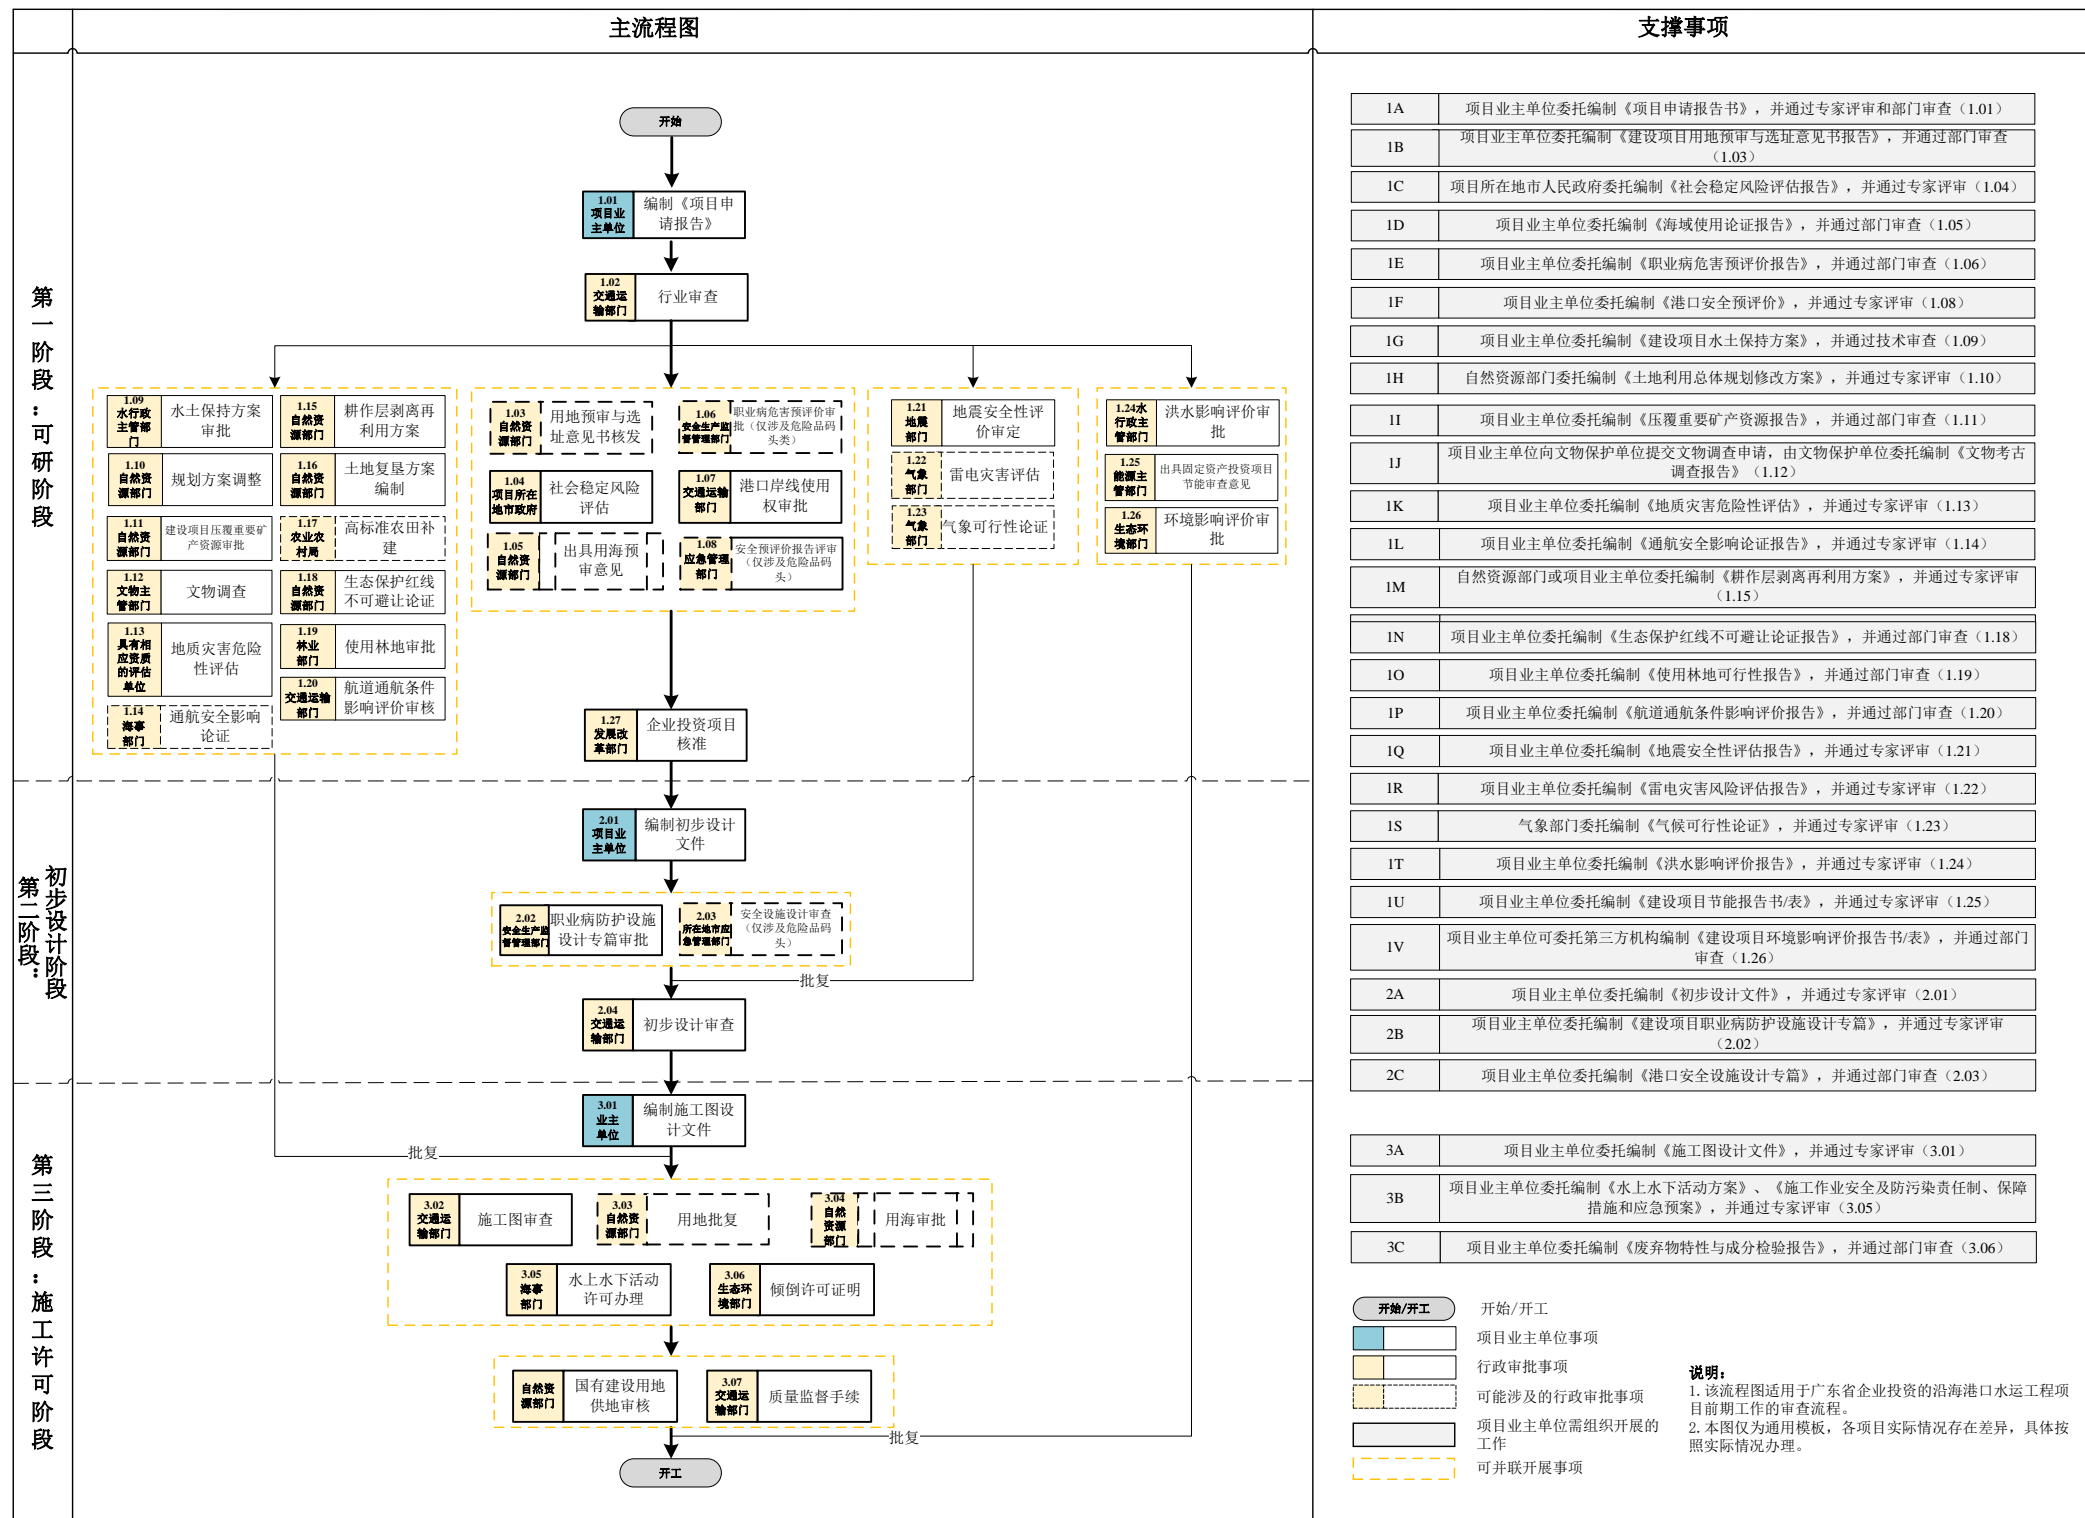 主流程图
支撑事项
第一阶段：可研阶段
开始
1.01
项目业
主单位
编制《项目申
请报告》
1.02
交通运
输部门
行业审查
1.09
水行政
主管部
门
水土保持方案
审批
1.15
自然资
源部门
耕作层剥离再
利用方案
1.10
自然资
源部门
规划方案调整
1.16
自然资
源部门
土地复垦方案
编制
1.11
自然资
源部门
建设项目压覆重要矿
产资源审批
1.17
农业农
村局
高标准农田补
建
1.12
文物主
管部门
文物调查
1.18
自然资
源部门
生态保护红线
不可避让论证
1.13
具有相
应资质
的评估
单位
地质灾害危险
性评估
1.19
林业
部门
使用林地审批
1.14
海事
部门
通航安全影响
论证
1.20
交通运输
部门
航道通航条件
影响评价审核
1.03
自然资
源部门
用地预审与选
址意见书核发
1.06
安全生产监
督管理部门
职业病危害预评价审
批（仅涉及危险品码
头类）
1.04
项目所在
地市政府
社会稳定风险
评估
1.07
交通运输
部门
港口岸线使用
权审批
1.05
自然资
源部门
出具用海预
审意见
1.08
应急管理
部门
安全预评价报告评审
（仅涉及危险品码
头）
1.21
地震
部门
地震安全性评
价审定
1.22
气象
部门
雷电灾害评估
1.23
气象
部门
气象可行性论证
1.24水
行政主
管部门
洪水影响评价审
批
1.25
能源主
管部门
出具固定资产投资项目
节能审查意见
1.26
生态环
境部门
环境影响评价审
批
1.27
发展改
革部门
企业投资项目
核准
第二阶段：
初步设计阶段
2.01
项目业
主单位
编制初步设计
文件
2.02
安全生产监
督管理部门
职业病防护设施
设计专篇审批
2.03
所在地市应
急管理部门
安全设施设计审查
（仅涉及危险品码
头）
批复
2.04
交通运
输部门
初步设计审查
第三阶段：施工许可阶段
3.01
业主
单位
编制施工图设
计文件
批复
3.02
交通运
输部门
施工图审查
3.03
自然资
源部门
用地批复
3.04
自然
资源
部门
用海审批
3.05
海事
部门
水上水下活动
许可办理
3.06
生态环
境部门
倾倒许可证明
自然资
源部门
国有建设用地
供地审核
3.07
交通运
输部门
质量监督手续
批复
开工
1A
项目业主单位委托编制《项目申请报告书》，并通过专家评审和部门审查（1.01）
1B
项目业主单位委托编制《建设项目用地预审与选址意见书报告》，并通过部门审查
（1.03）
1C
项目所在地市人民政府委托编制《社会稳定风险评估报告》，并通过专家评审（1.04）
1D
项目业主单位委托编制《海域使用论证报告》，并通过部门审查（1.05）
1E
项目业主单位委托编制《职业病危害预评价报告》，并通过部门审查（1.06）
1F
项目业主单位委托编制《港口安全预评价》，并通过专家评审（1.08）
1G
项目业主单位委托编制《建设项目水土保持方案》，并通过技术审查（1.09）
1H
自然资源部门委托编制《土地利用总体规划修改方案》，并通过专家评审（1.10）
1I
项目业主单位委托编制《压覆重要矿产资源报告》，并通过部门审查（1.11）
1J
项目业主单位向文物保护单位提交文物调查申请，由文物保护单位委托编制《文物考古
调查报告》（1.12）
1K
项目业主单位委托编制《地质灾害危险性评估》，并通过专家评审（1.13）
1L
项目业主单位委托编制《通航安全影响论证报告》，并通过专家评审（1.14）
1M
自然资源部门或项目业主单位委托编制《耕作层剥离再利用方案》，并通过专家评审
（1.15）
1N
项目业主单位委托编制《生态保护红线不可避让论证报告》，并通过部门审查（1.18）
1O
项目业主单位委托编制《使用林地可行性报告》，并通过部门审查（1.19）
1P
项目业主单位委托编制《航道通航条件影响评价报告》，并通过部门审查（1.20）
1Q
项目业主单位委托编制《地震安全性评估报告》，并通过专家评审（1.21）
1R
项目业主单位委托编制《雷电灾害风险评估报告》，并通过专家评审（1.22）
1S
气象部门委托编制《气候可行性论证》，并通过专家评审（1.23）
1T
项目业主单位委托编制《洪水影响评价报告》，并通过专家评审（1.24）
1U
项目业主单位委托编制《建设项目节能报告书/表》，并通过专家评审（1.25）
1V
项目业主单位可委托第三方机构编制《建设项目环境影响评价报告书/表》，并通过部门
审查（1.26）
2A
项目业主单位委托编制《初步设计文件》，并通过专家评审（2.01）
2B
项目业主单位委托编制《建设项目职业病防护设施设计专篇》，并通过专家评审
（2.02）
2C
项目业主单位委托编制《港口安全设施设计专篇》，并通过部门审查（2.03）
3A
项目业主单位委托编制《施工图设计文件》，并通过专家评审（3.01）
3B
项目业主单位委托编制《水上水下活动方案》、《施工作业安全及防污染责任制、保障
措施和应急预案》，并通过专家评审（3.05）
3C
项目业主单位委托编制《废弃物特性与成分检验报告》，并通过部门审查（3.06）
开始/开工
开始/开工
项目业主单位事项
行政审批事项
可能涉及的行政审批事项
项目业主单位需组织开展的
工作
可并联开展事项
说明：
1. 该流程图适用于广东省企业投资的沿海港口水运工程项
目前期工作的审查流程。
2. 本图仅为通用模板，各项目实际情况存在差异，具体按
照实际情况办理。